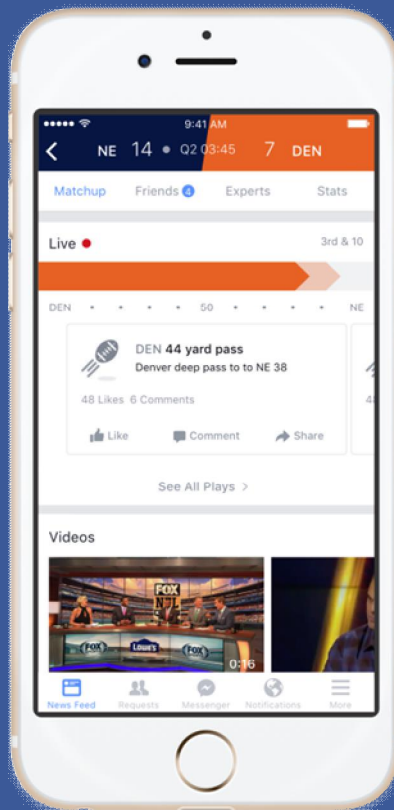 9:41 AM
NE 14 Q2 03:45 7 DEN
Matchup Friends 4 Experts Stats
Live 3rd & 10
DEN 50 NE
DEN 44 yard pass
Denver deep pass to to NE 38
48 Likes 6 Comments 48
Like Comment Share
See All Plays >
Videos
FOX
NFL
FOX LOWE'S FOX
0:16
News Feed Requests Messenger Notifications More